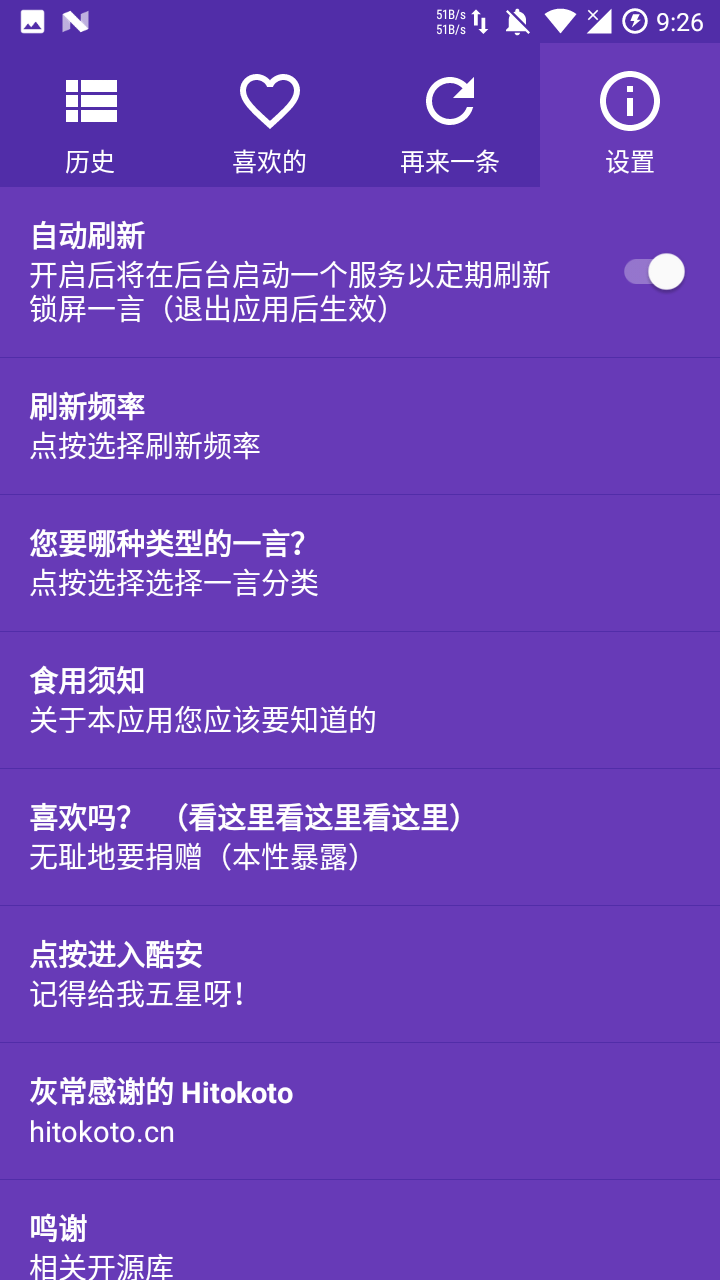 51B/s
51B/s
9:26
历史
喜欢的
再来一条
设置
自动刷新
开启后将在后台启动一个服务以定期刷新
锁屏一言（退出应用后生效）
刷新频率
点按选择刷新频率
您要哪种类型的一言？
点按选择选择一言分类
食用须知
关于本应用您应该要知道的
喜欢吗？ （看这里看这里看这里）
无耻地要捐赠（本性暴露）
点按进入酷安
记得给我五星呀！
灰常感谢的 Hitokoto
hitokoto.cn
鸣谢
相关开源库